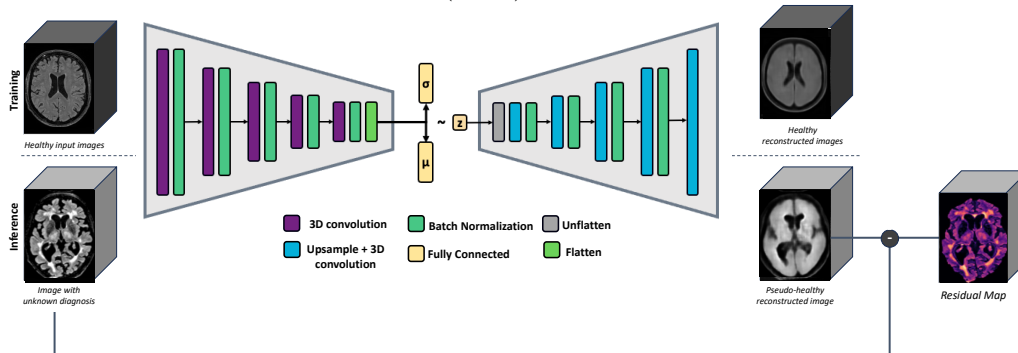 Training
Healthy input images
Inference
Image with
unknown diagnosis
σ
μ
~
z
3D convolution
Batch Normalization
Unflatten
Upsample + 3D
convolution
Fully Connected
Flatten
Healthy
reconstructed images
Pseudo-healthy
reconstructed image
-
Residual Map